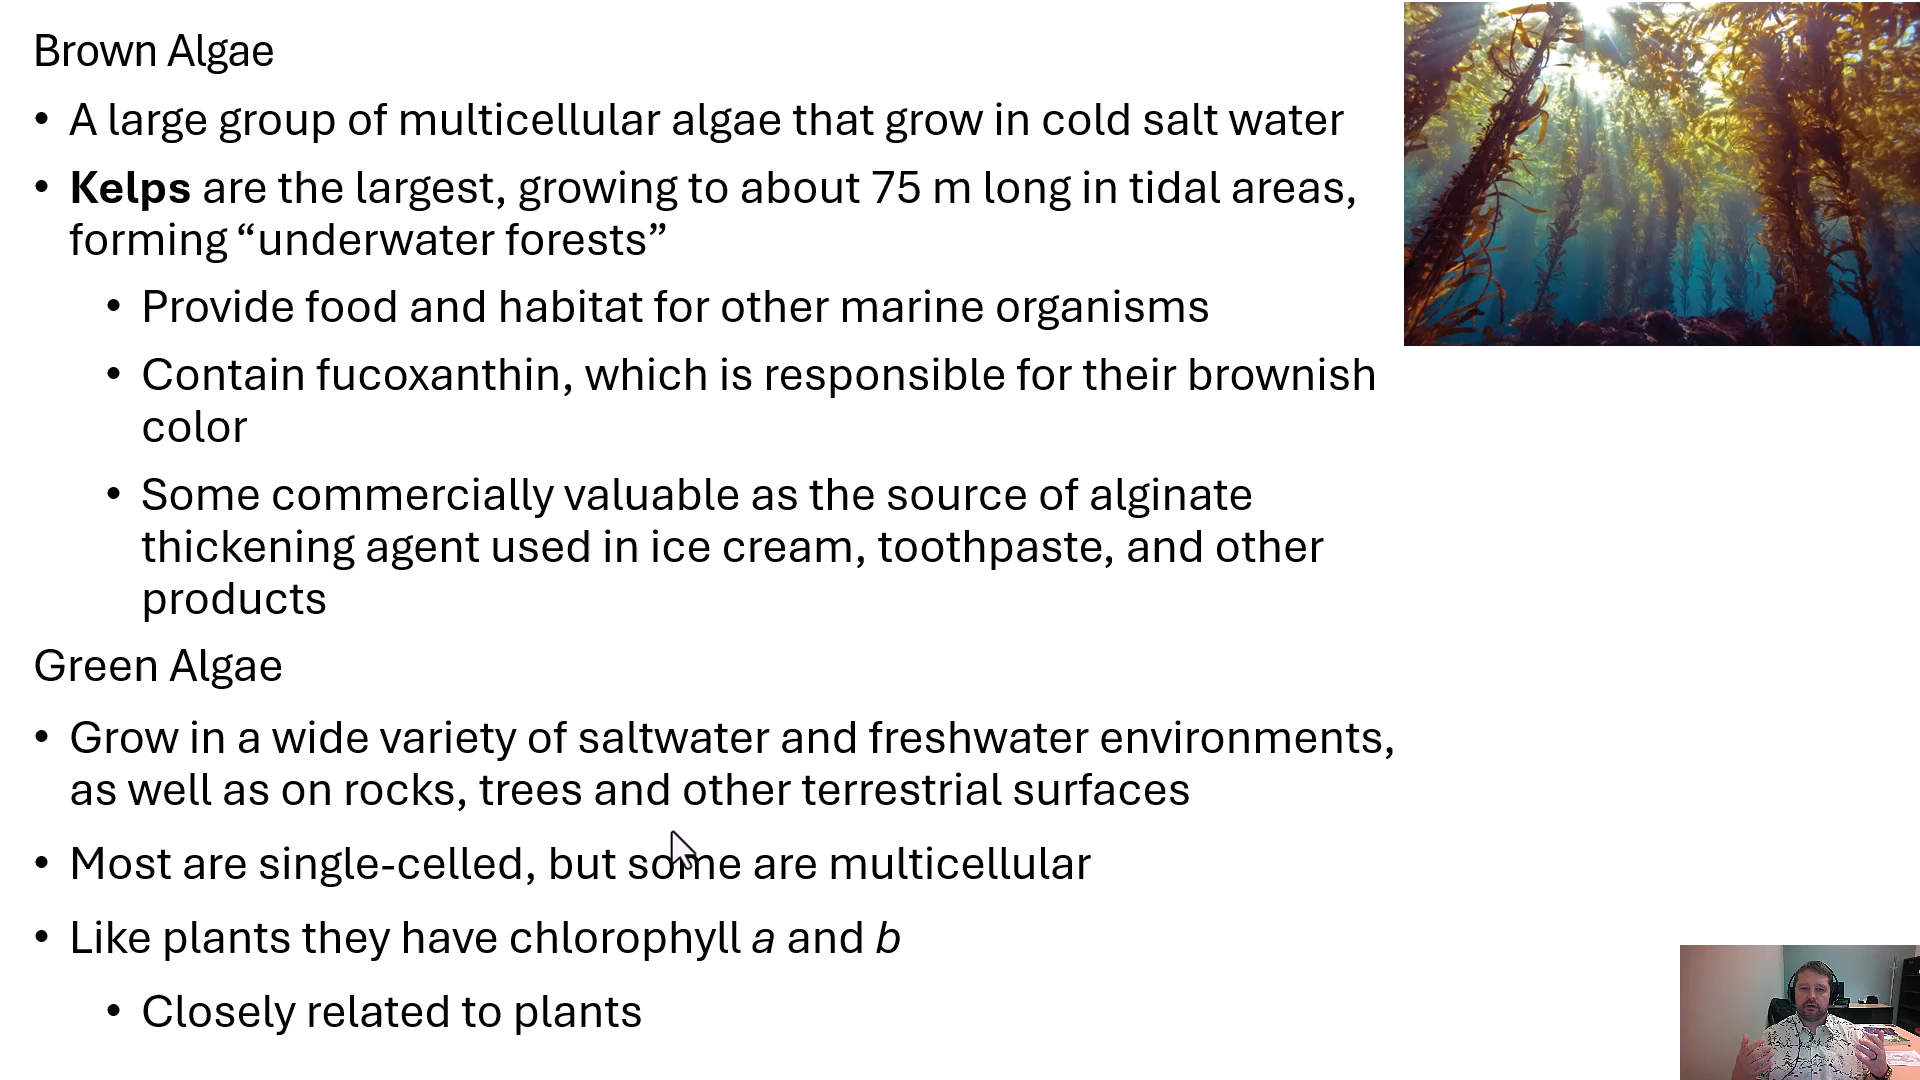 Brown Algae
• A large group of multicellular algae that grow in cold salt water
• Kelps are the largest, growing to about 75 m long in tidal areas,
forming “underwater forests”
• Provide food and habitat for other marine organisms
• Contain fucoxanthin, which is responsible for their brownish
color
• Some commercially valuable as the source of alginate
thickening agent used in ice cream, toothpaste, and other
products
Green Algae
• Grow in a wide variety of saltwater and freshwater environments,
as well as on rocks, trees and other terrestrial surfaces
• Most are single-celled, but some are multicellular
• Like plants they have chlorophyll a and b
• Closely related to plants